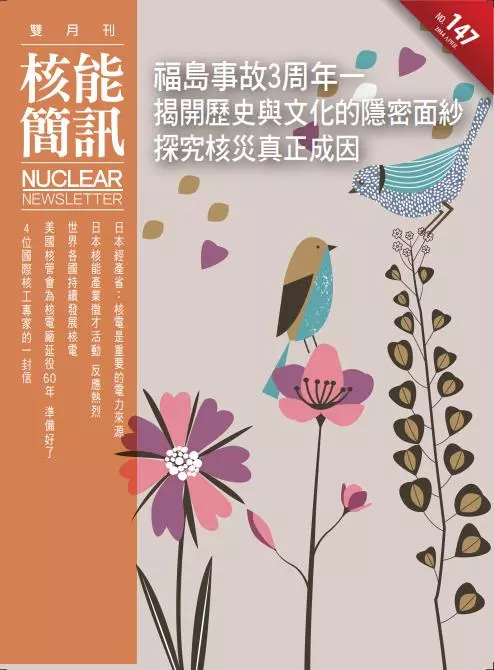 雙月刊
核能
簡訊
NUCLEAR
NEWSLETTER
NO. 147
2014 APRIL
福島事故3周年—
揭開歷史與文化的隱密面紗
探究核災真正成因
日本經產省：核電是重要的電力來源
日本核能產業徵才活動 反應熱烈
世界各國持續發展核電
美國核管會為核電廠延役60年 準備好了
4位國際核工專家的一封信